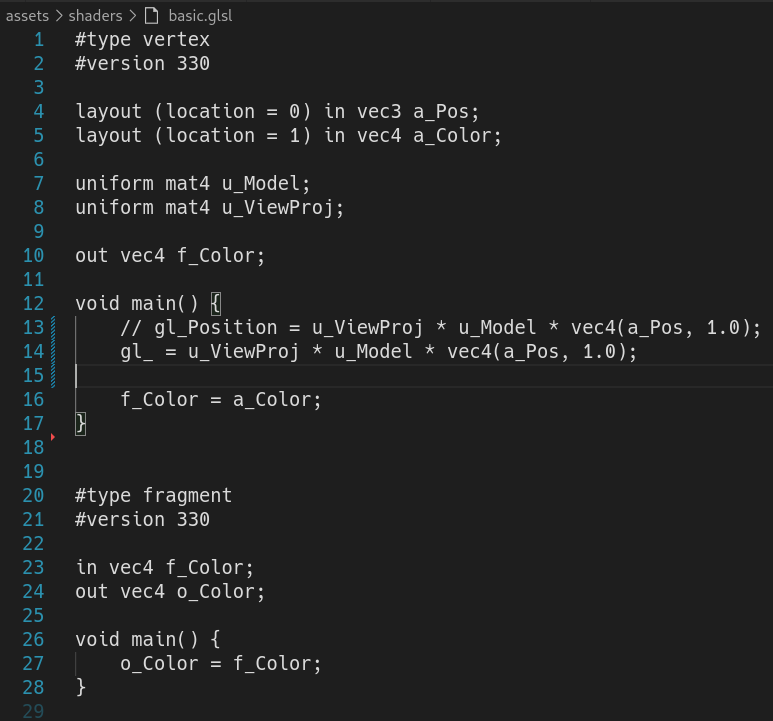 assets > shaders > basic.glsl
1 #type vertex
2 #version 330
3
4 layout (location = 0) in vec3 a_Pos;
5 layout (location = 1) in vec4 a_Color;
6
7 uniform mat4 u_Model;
8 uniform mat4 u_ViewProj;
9
10 out vec4 f_Color;
11
12 void main() {
13     // gl_Position = u_ViewProj * u_Model * vec4(a_Pos, 1.0);
14     gl_ = u_ViewProj * u_Model * vec4(a_Pos, 1.0);
15
16     f_Color = a_Color;
17 }
18
19
20 #type fragment
21 #version 330
22
23 in vec4 f_Color;
24 out vec4 o_Color;
25
26 void main() {
27     o_Color = f_Color;
28 }
29